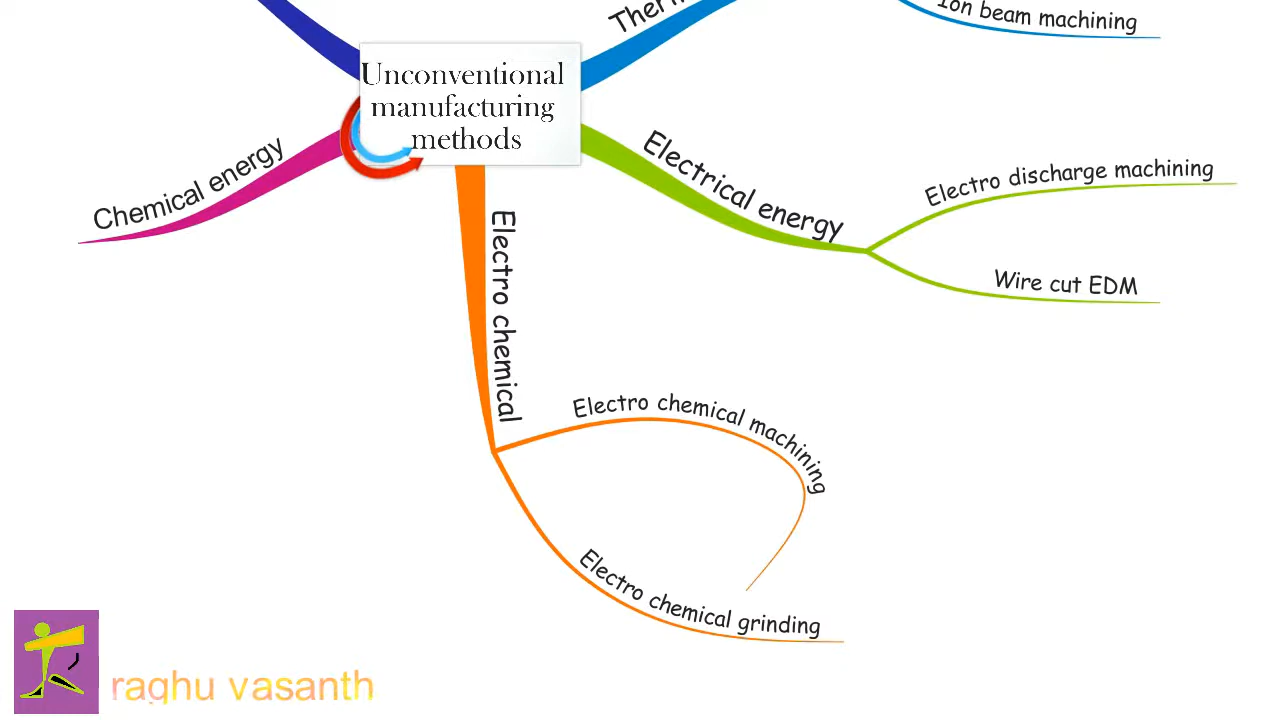 Ion beam machining
Unconventional
manufacturing
methods
Electrical energy
Electro discharge machining
Wire cut EDM
Chemical energy
Electro chemical
Electro chemical machining
Electro chemical grinding
raghu vasanth